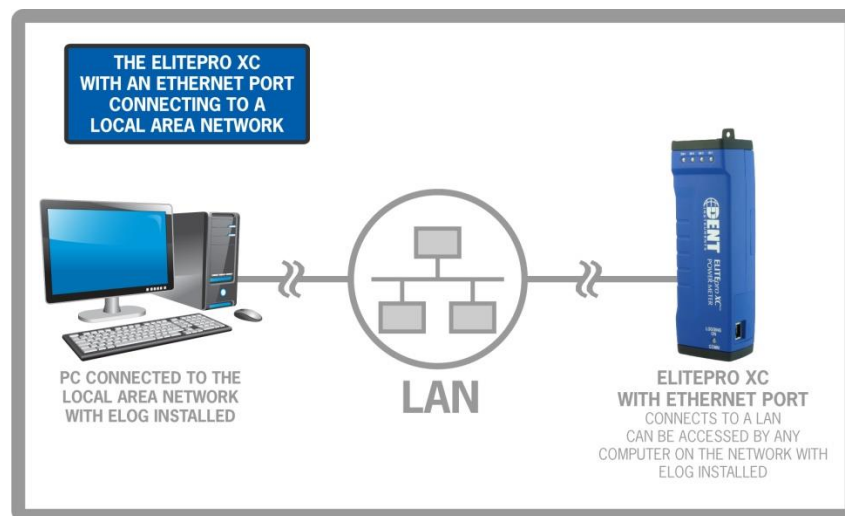 THE ELITEPRO XC
WITH AN ETHERNET PORT
CONNECTING TO A
LOCAL AREA NETWORK
PC CONNECTED TO THE
LOCAL AREA NETWORK
WITH ELOG INSTALLED
LAN
DENT
INSTRUMENTS
ELITEpro XC
POWER METER
ELITEPRO XC
WITH ETHERNET PORT
CONNECTS TO A LAN
CAN BE ACCESSED BY ANY
COMPUTER ON THE NETWORK WITH
ELOG INSTALLED